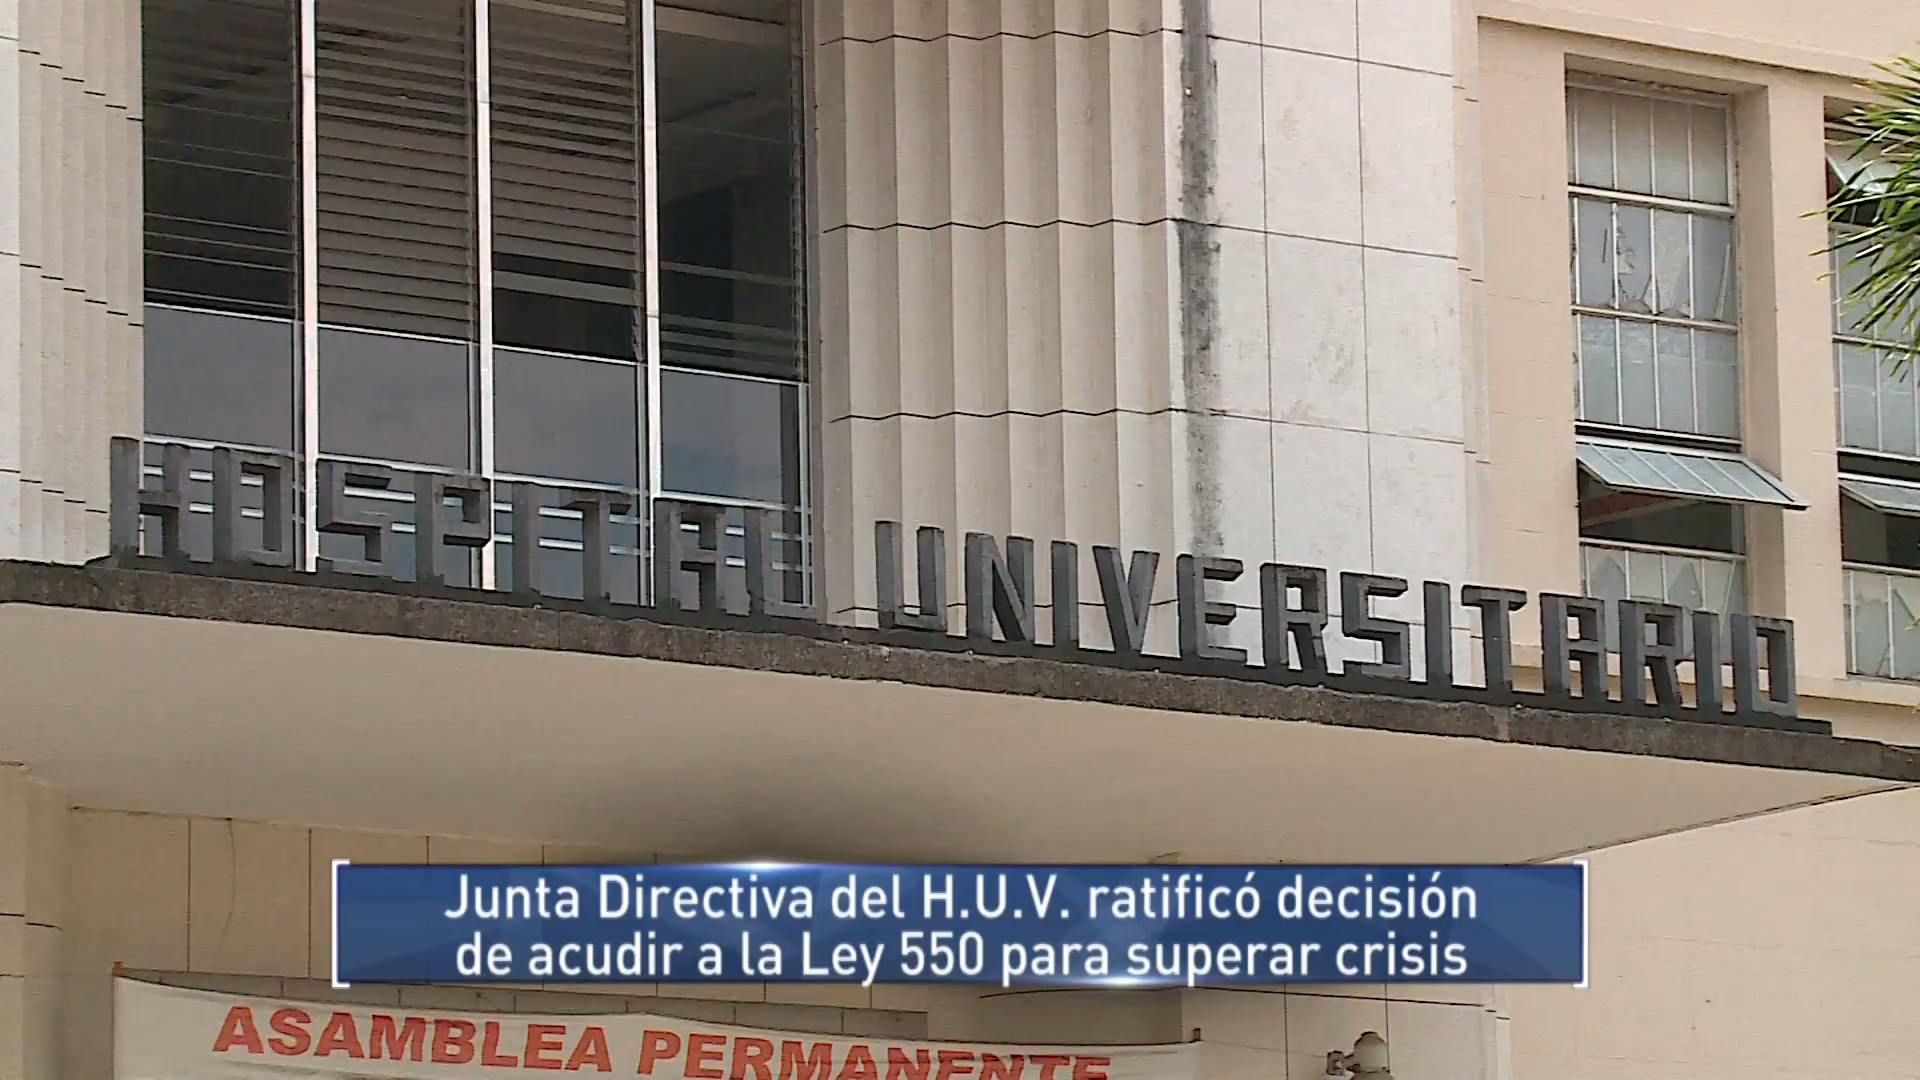 HOSPITAL UNIVERSITARIO
Junta Directiva del H.U.V. ratificó decisión
de acudir a la Ley 550 para superar crisis
ASAMBLEA PERMANENTE